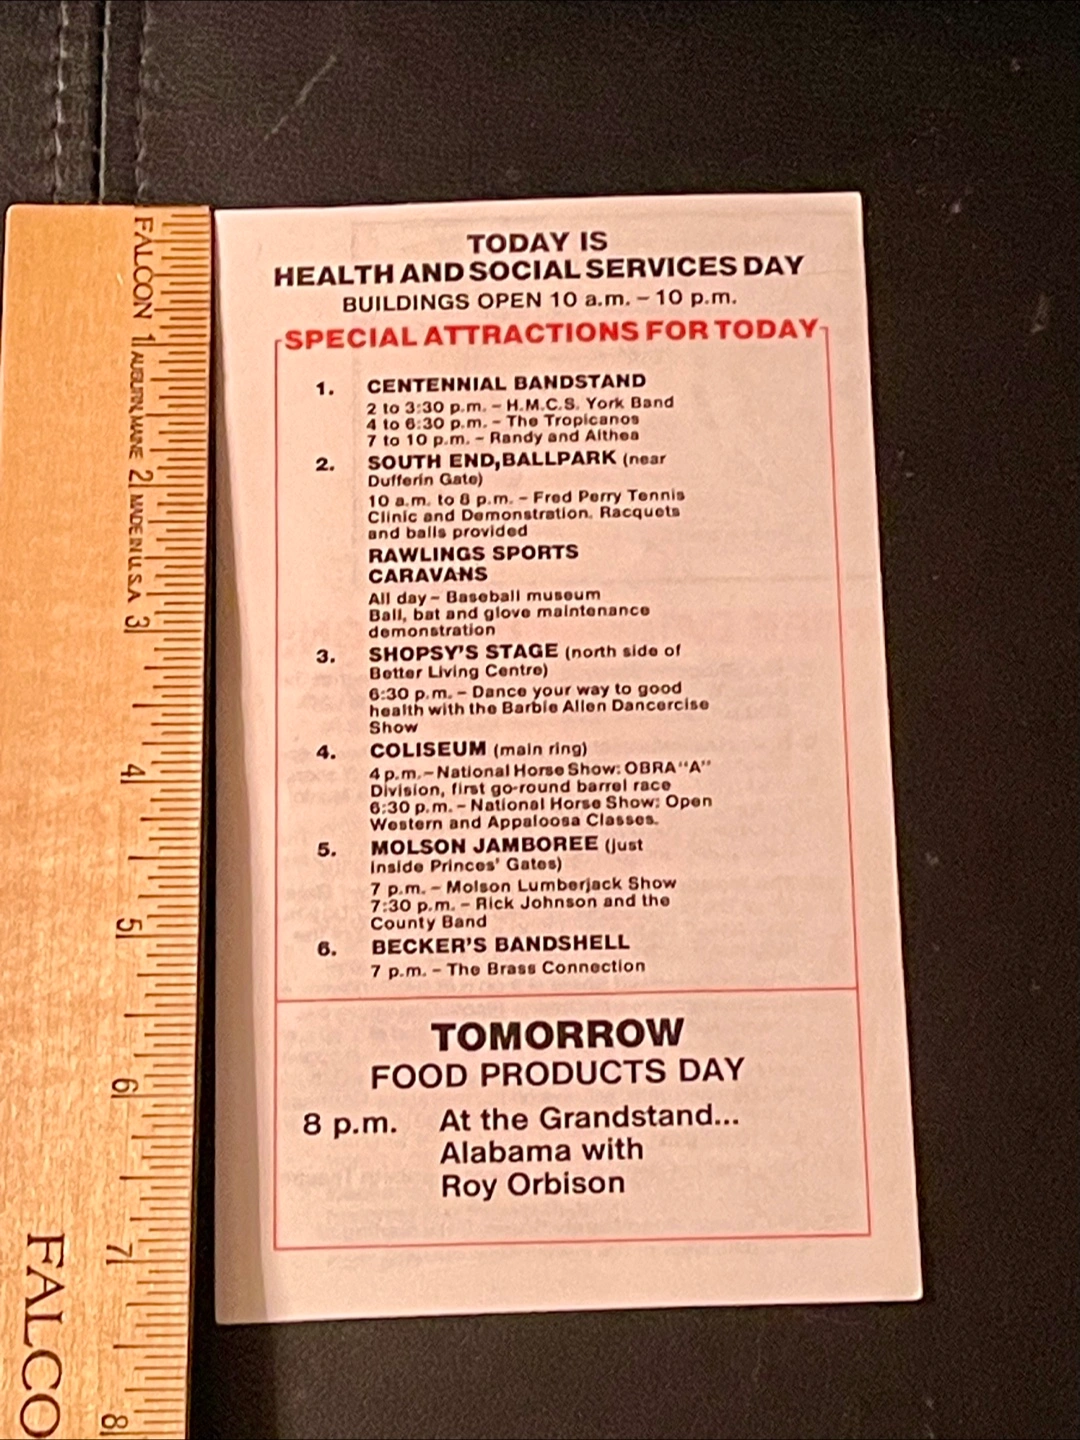 TODAY IS
HEALTH AND SOCIAL SERVICES DAY
BUILDINGS OPEN 10 a.m. – 10 p.m.
SPECIAL ATTRACTIONS FOR TODAY
1. CENTENNIAL BANDSTAND
2 to 3:30 p.m. – H.M.C.S. York Band
4 to 6:30 p.m. – The Tropicanos
7 to 10 p.m. – Randy and Althea
2. SOUTH END, BALLPARK (near
Dufferin Gate)
10 a.m. to 8 p.m. – Fred Perry Tennis
Clinic and Demonstration. Racquets
and balls provided
RAWLINGS SPORTS
CARAVANS
All day – Baseball museum
Ball, bat and glove maintenance
demonstration
3. SHOPSY'S STAGE (north side of
Better Living Centre)
6:30 p.m. – Dance your way to good
health with the Barbie Allen Dancercise
Show
4. COLISEUM (main ring)
4 p.m. – National Horse Show: OBRA "A"
Division, first go-round barrel race
6:30 p.m. – National Horse Show: Open
Western and Appaloosa Classes.
5. MOLSON JAMBOREE (just
inside Princes' Gates)
7 p.m. – Molson Lumberjack Show
7:30 p.m. – Rick Johnson and the
County Band
6. BECKER'S BANDSHELL
7 p.m. – The Brass Connection
TOMORROW
FOOD PRODUCTS DAY
8 p.m. At the Grandstand...
Alabama with
Roy Orbison
FALCON 1 AUBURN, MAINE 2 MADE IN U.S.A. 3 4 5 6 7 8
FALCO